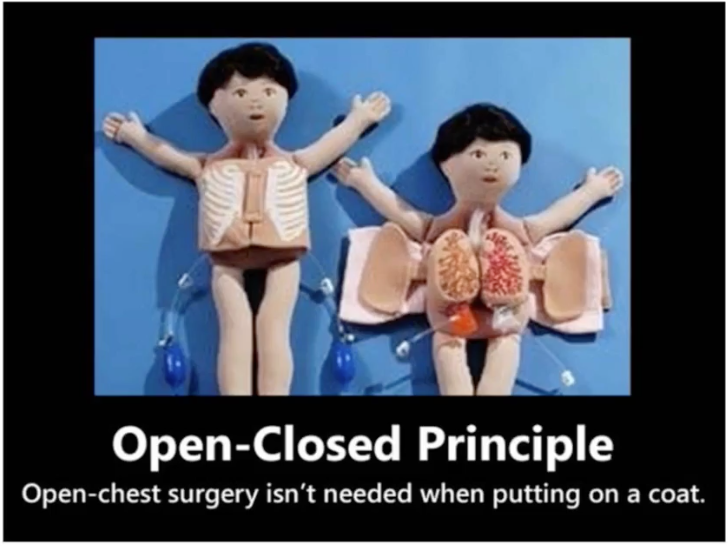 Open-Closed Principle
Open-chest surgery isn't needed when putting on a coat.